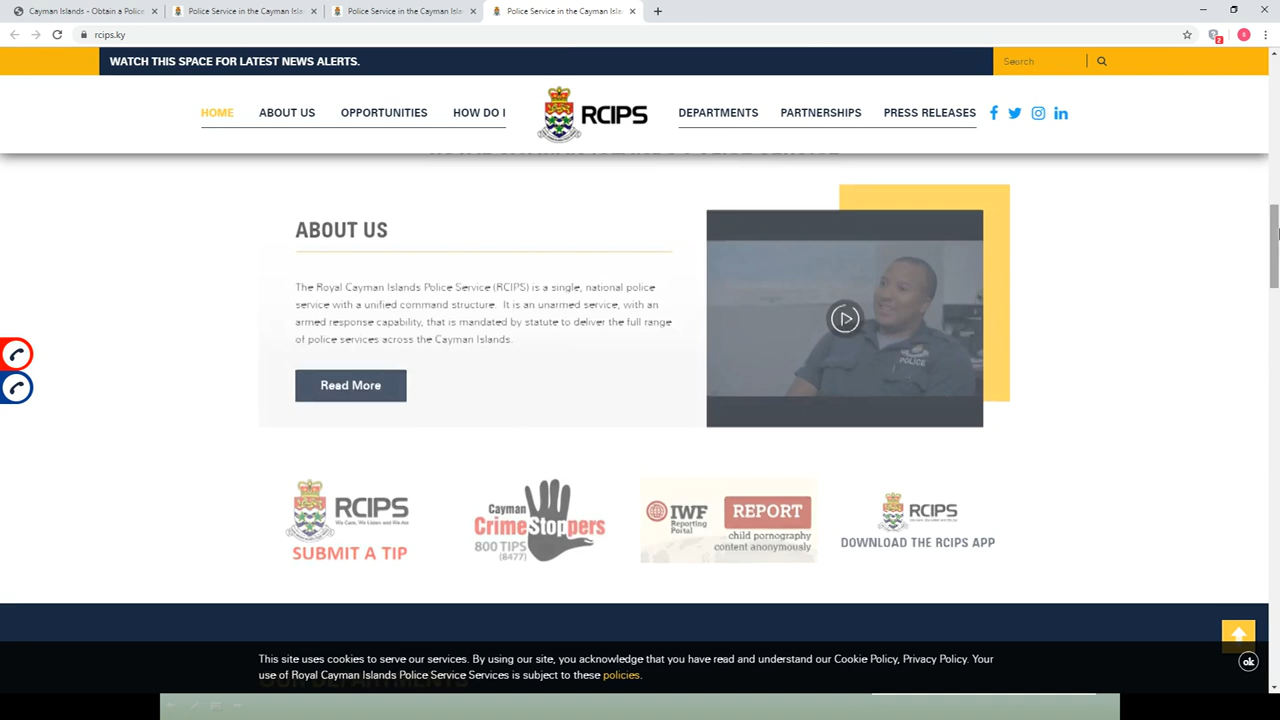 Cayman Islands - Obtain a Police
Police Service in the Cayman Isla
Police Service in the Cayman Isla
Police Service in the Cayman Isla
rcips.ky
2
s
WATCH THIS SPACE FOR LATEST NEWS ALERTS.
Search
HOME
ABOUT US
OPPORTUNITIES
HOW DO I
RCIPS
DEPARTMENTS
PARTNERSHIPS
PRESS RELEASES
ROYAL CAYMAN ISLANDS POLICE SERVICE
ABOUT US
The Royal Cayman Islands Police Service (RCIPS) is a single, national police
service with a unified command structure. It is an unarmed service, with an
armed response capability, that is mandated by statute to deliver the full range
of police services across the Cayman Islands.
Read More
POLICE
RCIPS
We Care, We Listen and We Act
SUBMIT A TIP
Cayman
CrimeStoppers
800 TIPS
(8477)
IWF
Reporting
Portal
REPORT
child pornography
content anonymously
RCIPS
DOWNLOAD THE RCIPS APP
This site uses cookies to serve our services. By using our site, you acknowledge that you have read and understand our Cookie Policy, Privacy Policy. Your
use of Royal Cayman Islands Police Service Services is subject to these policies.
ok
OUR DEPARTMENTS